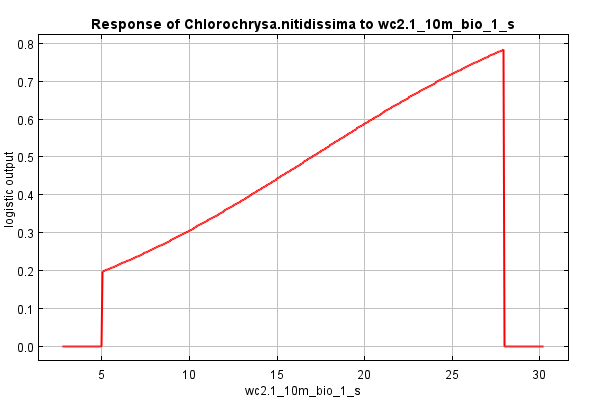 Response of Chlorochrysa.nitidissima to wc2.1_10m_bio_1_s
0.8
0.7
0.6
0.5
0.4
0.3
0.2
0.1
0.0
logistic output
5 10 15 20 25 30
wc2.1_10m_bio_1_s